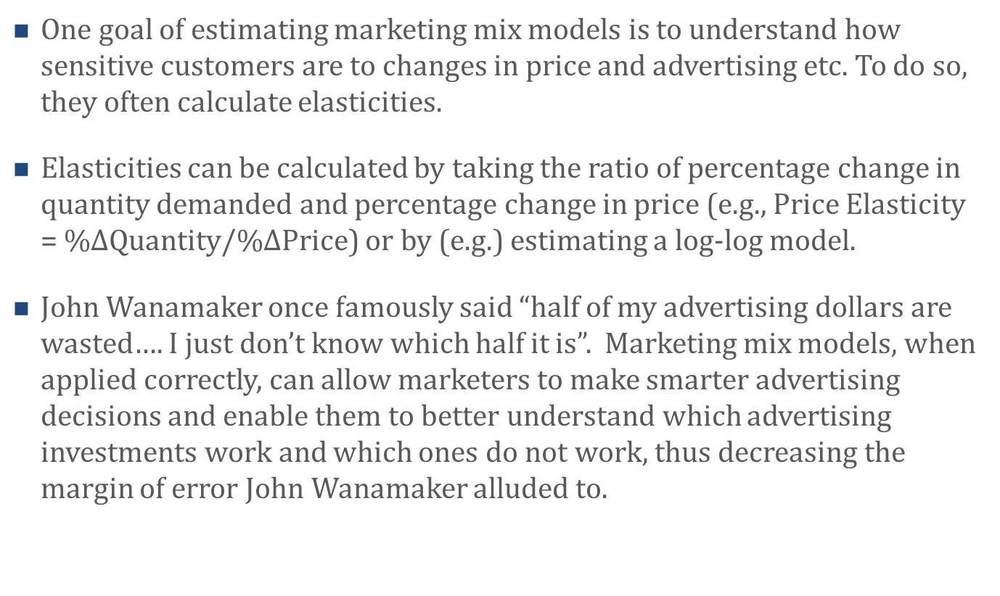 ▪ One goal of estimating marketing mix models is to understand how
sensitive customers are to changes in price and advertising etc. To do so,
they often calculate elasticities.
▪ Elasticities can be calculated by taking the ratio of percentage change in
quantity demanded and percentage change in price (e.g., Price Elasticity
= %ΔQuantity/%ΔPrice) or by (e.g.) estimating a log-log model.
▪ John Wanamaker once famously said “half of my advertising dollars are
wasted…. I just don’t know which half it is”.  Marketing mix models, when
applied correctly, can allow marketers to make smarter advertising
decisions and enable them to better understand which advertising
investments work and which ones do not work, thus decreasing the
margin of error John Wanamaker alluded to.